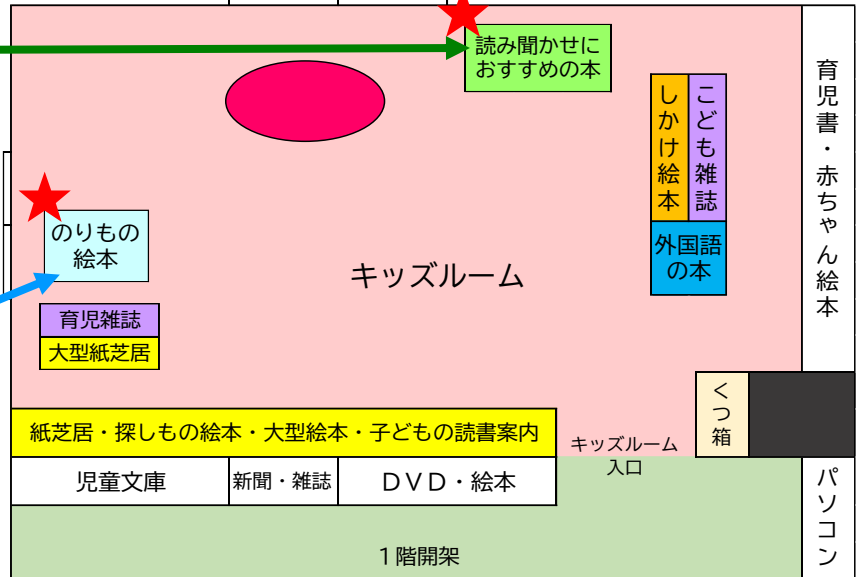 読み聞かせに
おすすめの本
しかけ絵本
こども雑誌
外国語
の本
育児書・赤ちゃん絵本
のりもの
絵本
キッズルーム
育児雑誌
大型紙芝居
くつ箱
紙芝居・探しもの絵本・大型絵本・子どもの読書案内
キッズルーム
入口
児童文庫
新聞・雑誌
ＤＶＤ・絵本
パソコン
１階開架